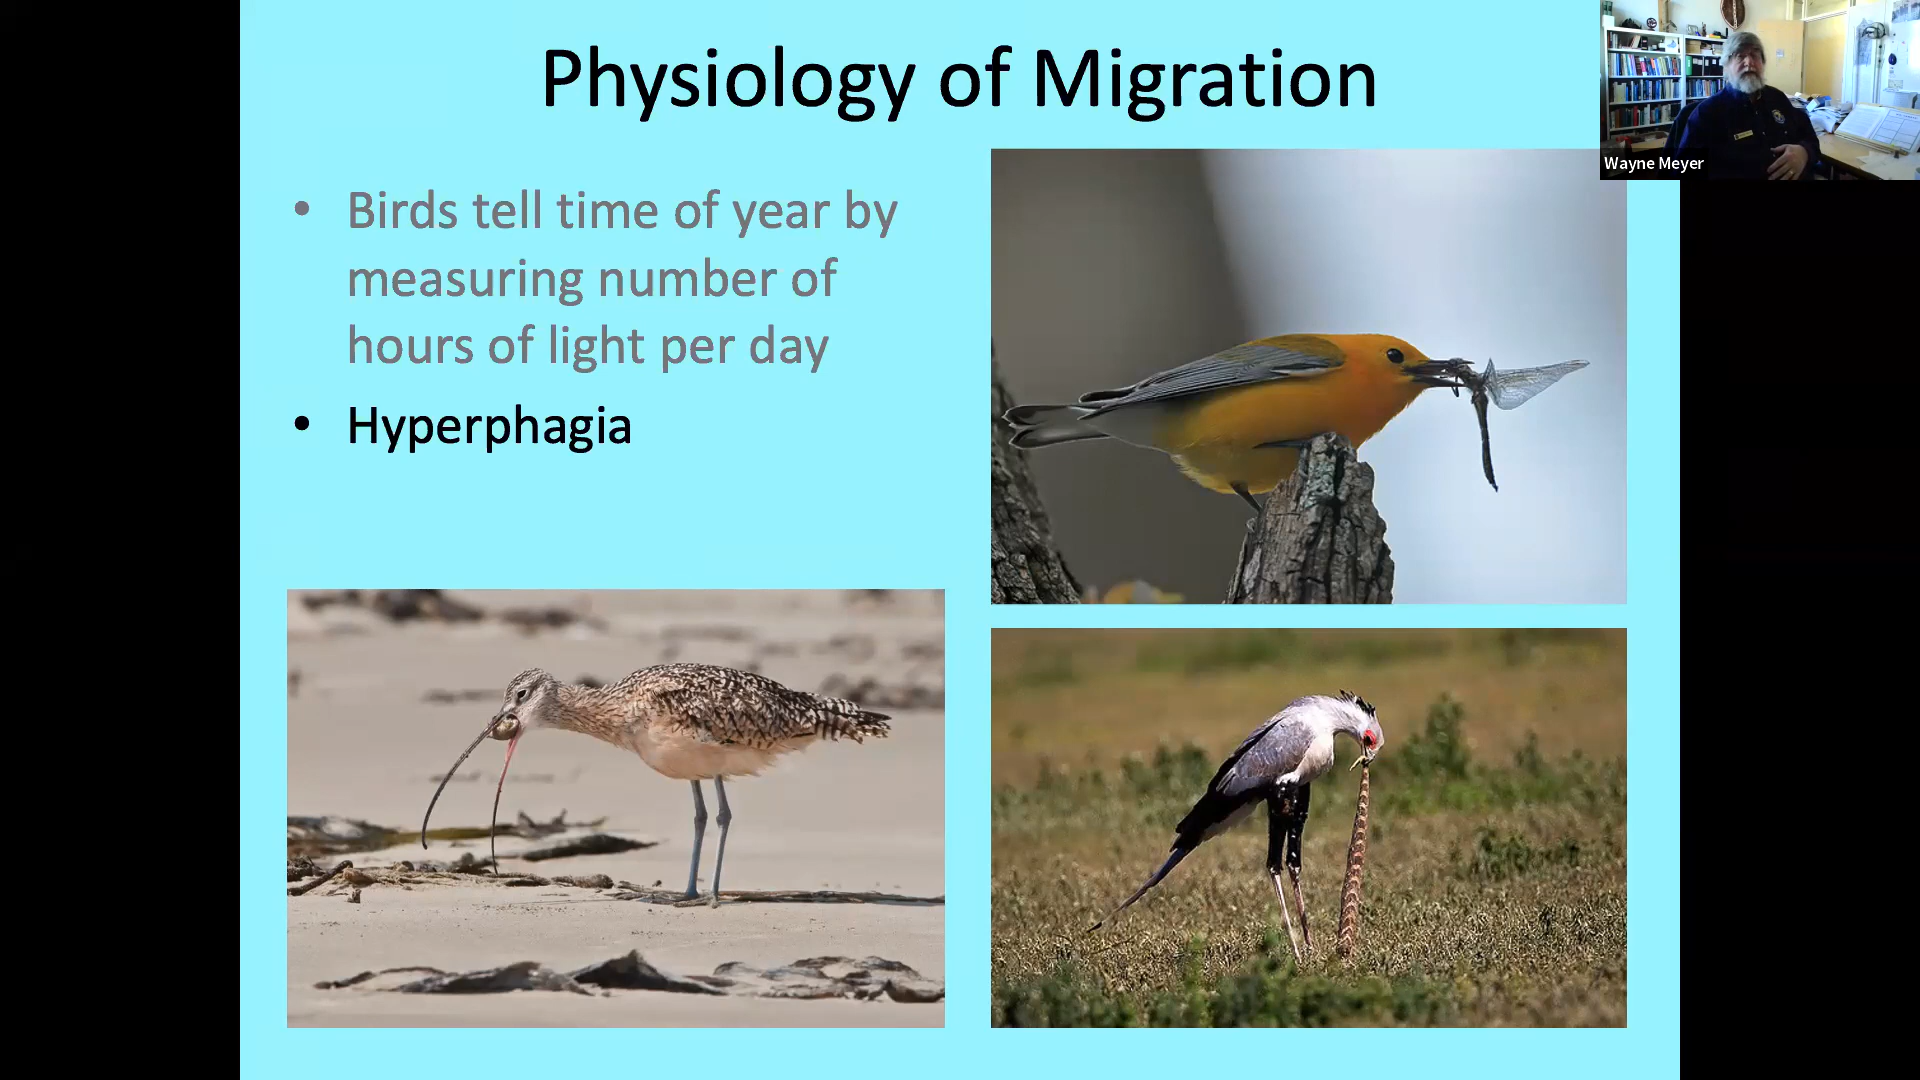 Physiology of Migration
• Birds tell time of year by
measuring number of
hours of light per day
• Hyperphagia
Wayne Meyer